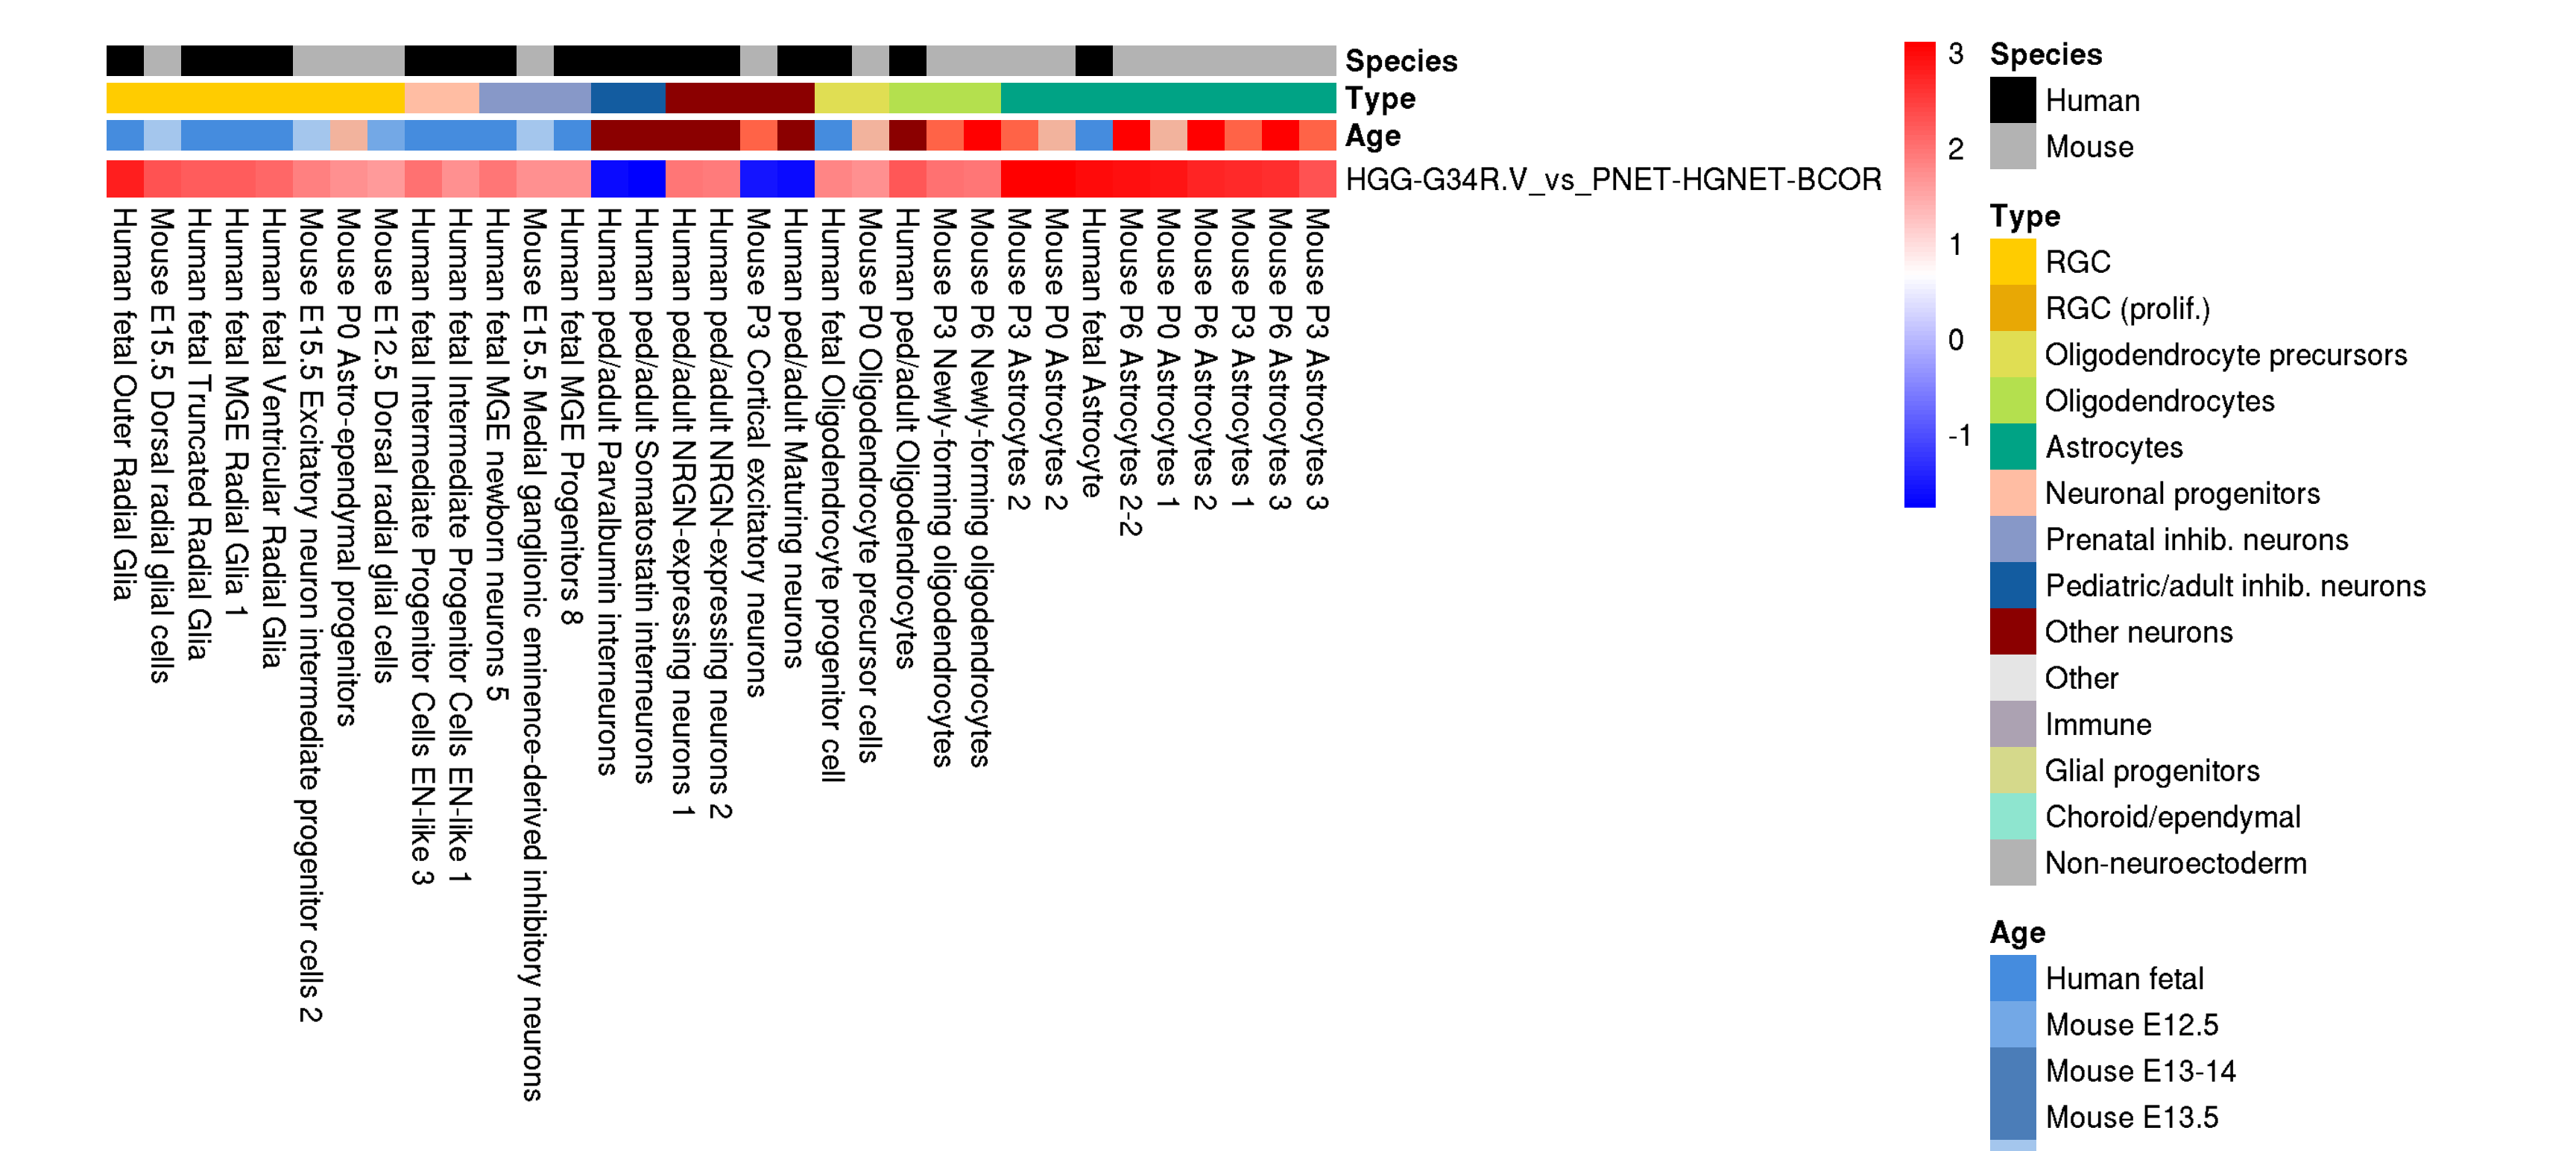 Species
Type
Age
HGG-G34R.V_vs_PNET-HGNET-BCOR
Human fetal Outer Radial Glia
Mouse E15.5 Dorsal radial glial cells
Human fetal Truncated Radial Glia
Human fetal MGE Radial Glia 1
Human fetal Ventricular Radial Glia
Mouse E15.5 Excitatory neuron intermediate progenitor cells 2
Mouse P0 Astro-ependymal progenitors
Mouse E12.5 Dorsal radial glial cells
Human fetal Intermediate Progenitor Cells EN-like 3
Human fetal Intermediate Progenitor Cells EN-like 1
Human fetal MGE newborn neurons 5
Mouse E15.5 Medial ganglionic eminence-derived inhibitory neurons
Human fetal MGE Progenitors 8
Human ped/adult Parvalbumin interneurons
Human ped/adult Somatostatin interneurons
Human ped/adult NRGN-expressing neurons 1
Human ped/adult NRGN-expressing neurons 2
Mouse P3 Cortical excitatory neurons
Human ped/adult Maturing neurons
Human fetal Oligodendrocyte progenitor cell
Mouse P0 Oligodendrocyte precursor cells
Human ped/adult Oligodendrocytes
Mouse P3 Newly-forming oligodendrocytes
Mouse P6 Newly-forming oligodendrocytes
Mouse P3 Astrocytes 2
Mouse P0 Astrocytes 2
Human fetal Astrocyte
Mouse P6 Astrocytes 2-2
Mouse P0 Astrocytes 1
Mouse P6 Astrocytes 2
Mouse P3 Astrocytes 1
Mouse P6 Astrocytes 3
Mouse P3 Astrocytes 3
3
2
1
0
-1
Species
Human
Mouse
Type
RGC
RGC (prolif.)
Oligodendrocyte precursors
Oligodendrocytes
Astrocytes
Neuronal progenitors
Prenatal inhib. neurons
Pediatric/adult inhib. neurons
Other neurons
Other
Immune
Glial progenitors
Choroid/ependymal
Non-neuroectoderm
Age
Human fetal
Mouse E12.5
Mouse E13-14
Mouse E13.5